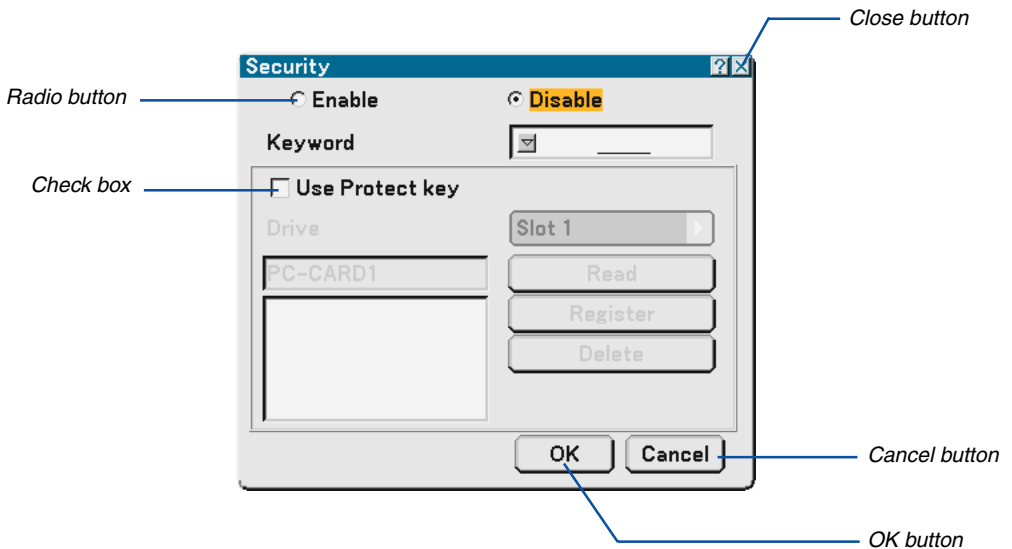 Close button
Security ? X
Radio button Enable Disable
Keyword
Check box Use Protect key
Drive Slot 1
PC-CARD1 Read
Register
Delete
OK Cancel Cancel button
OK button